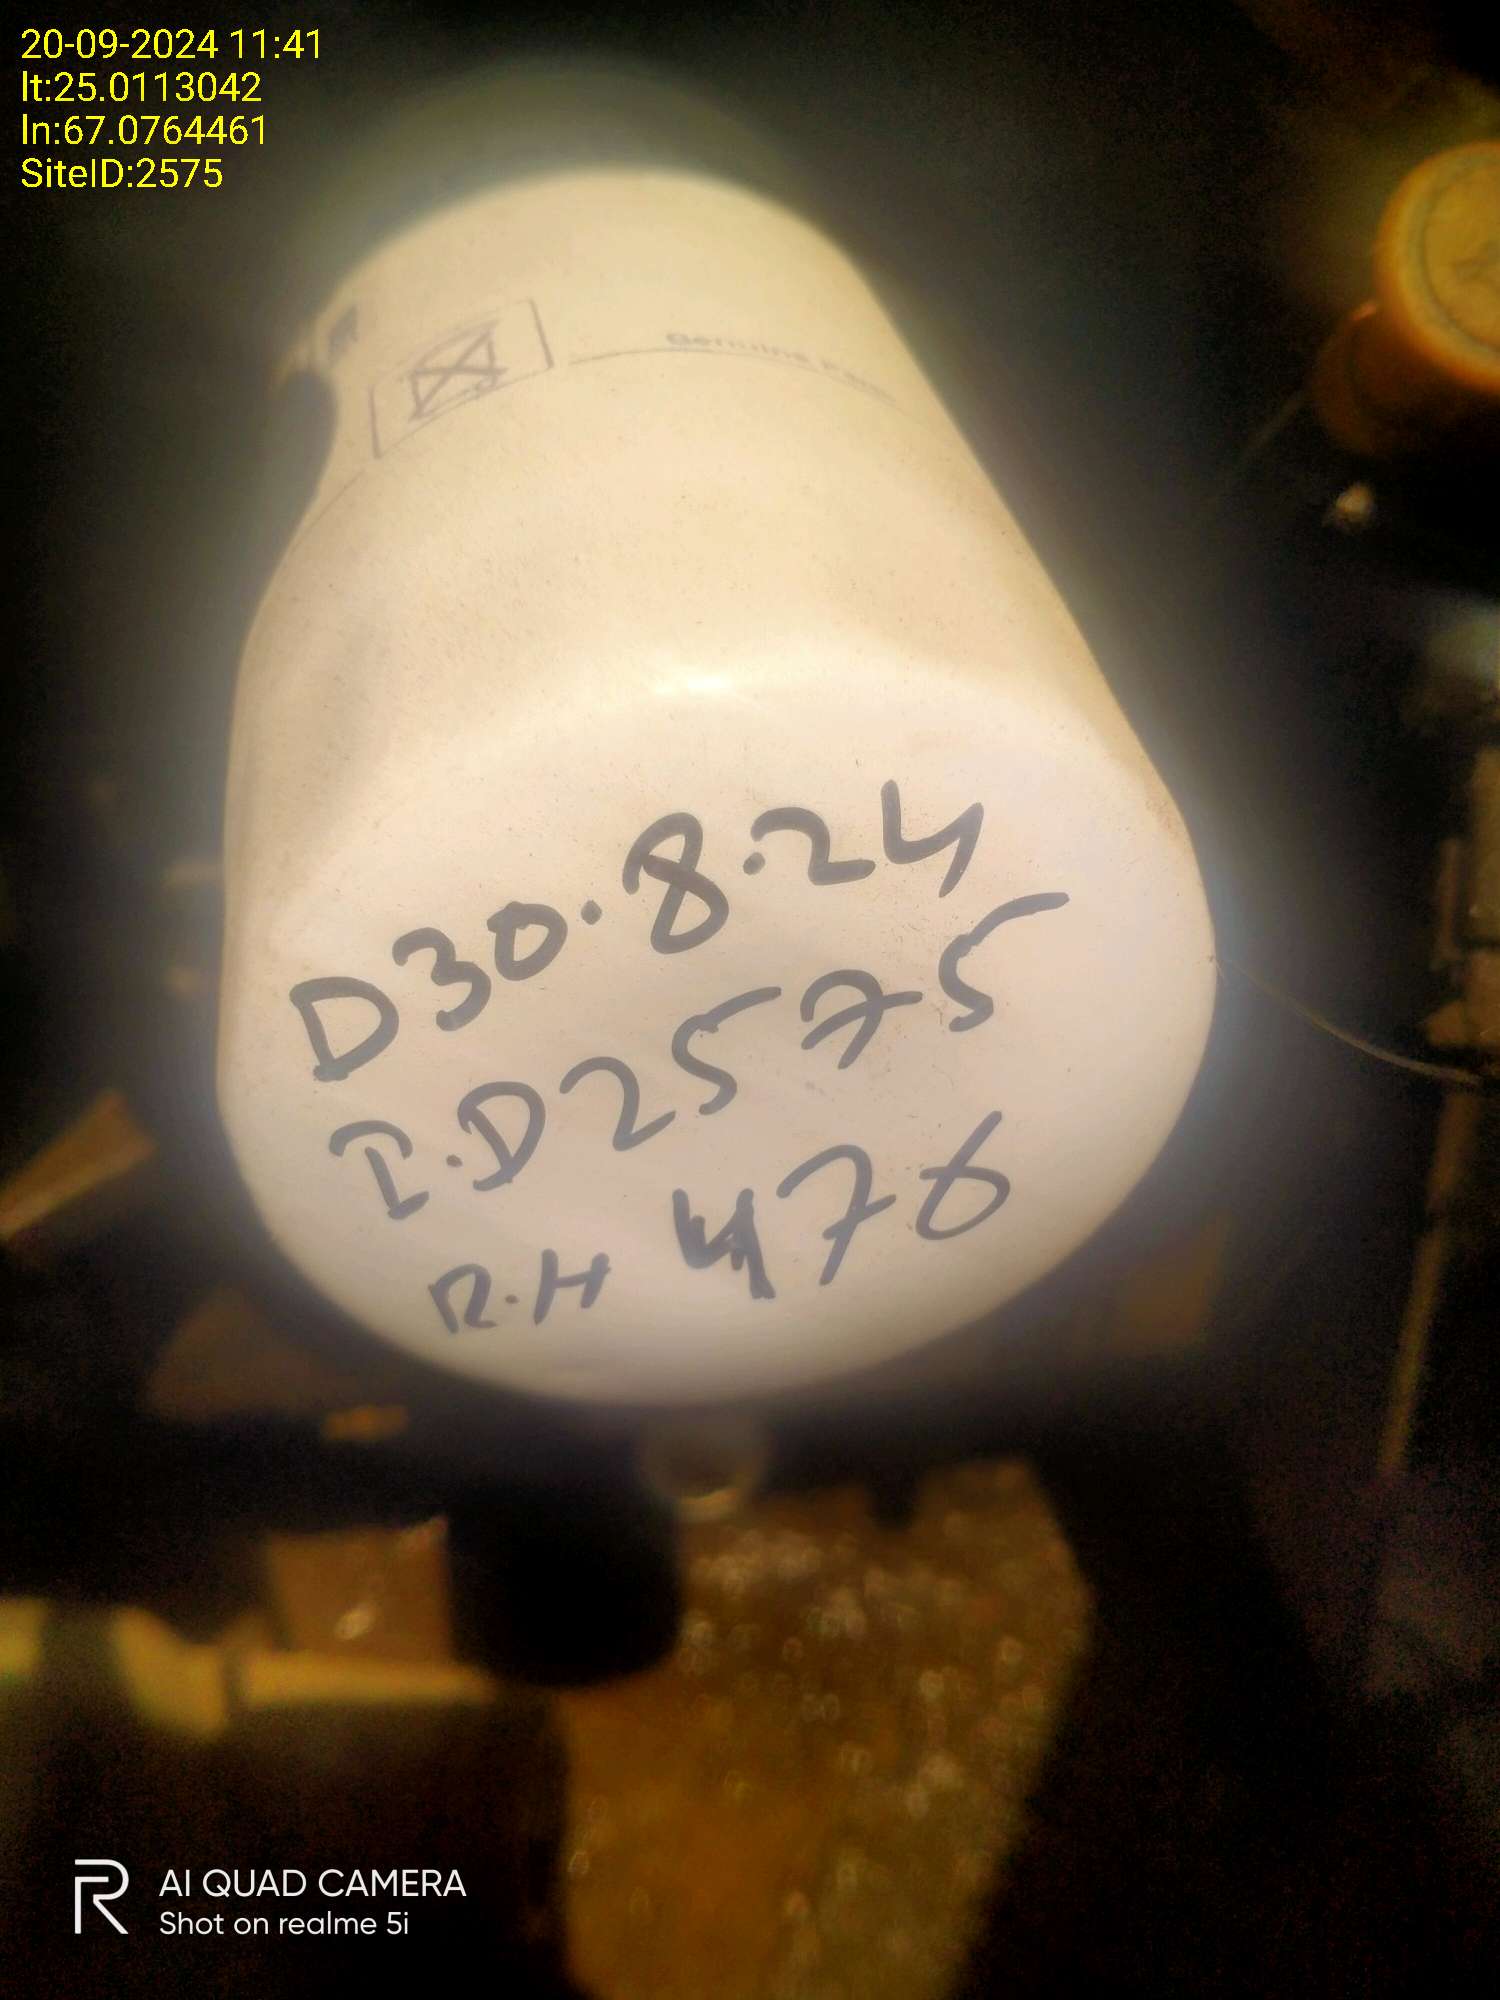 20-09-2024 11:41
lt:25.0113042
ln:67.0764461
SiteID:2575
Genuine
D30.8.24
I.D2575
R.H 476
AI QUAD CAMERA
Shot on realme 5i